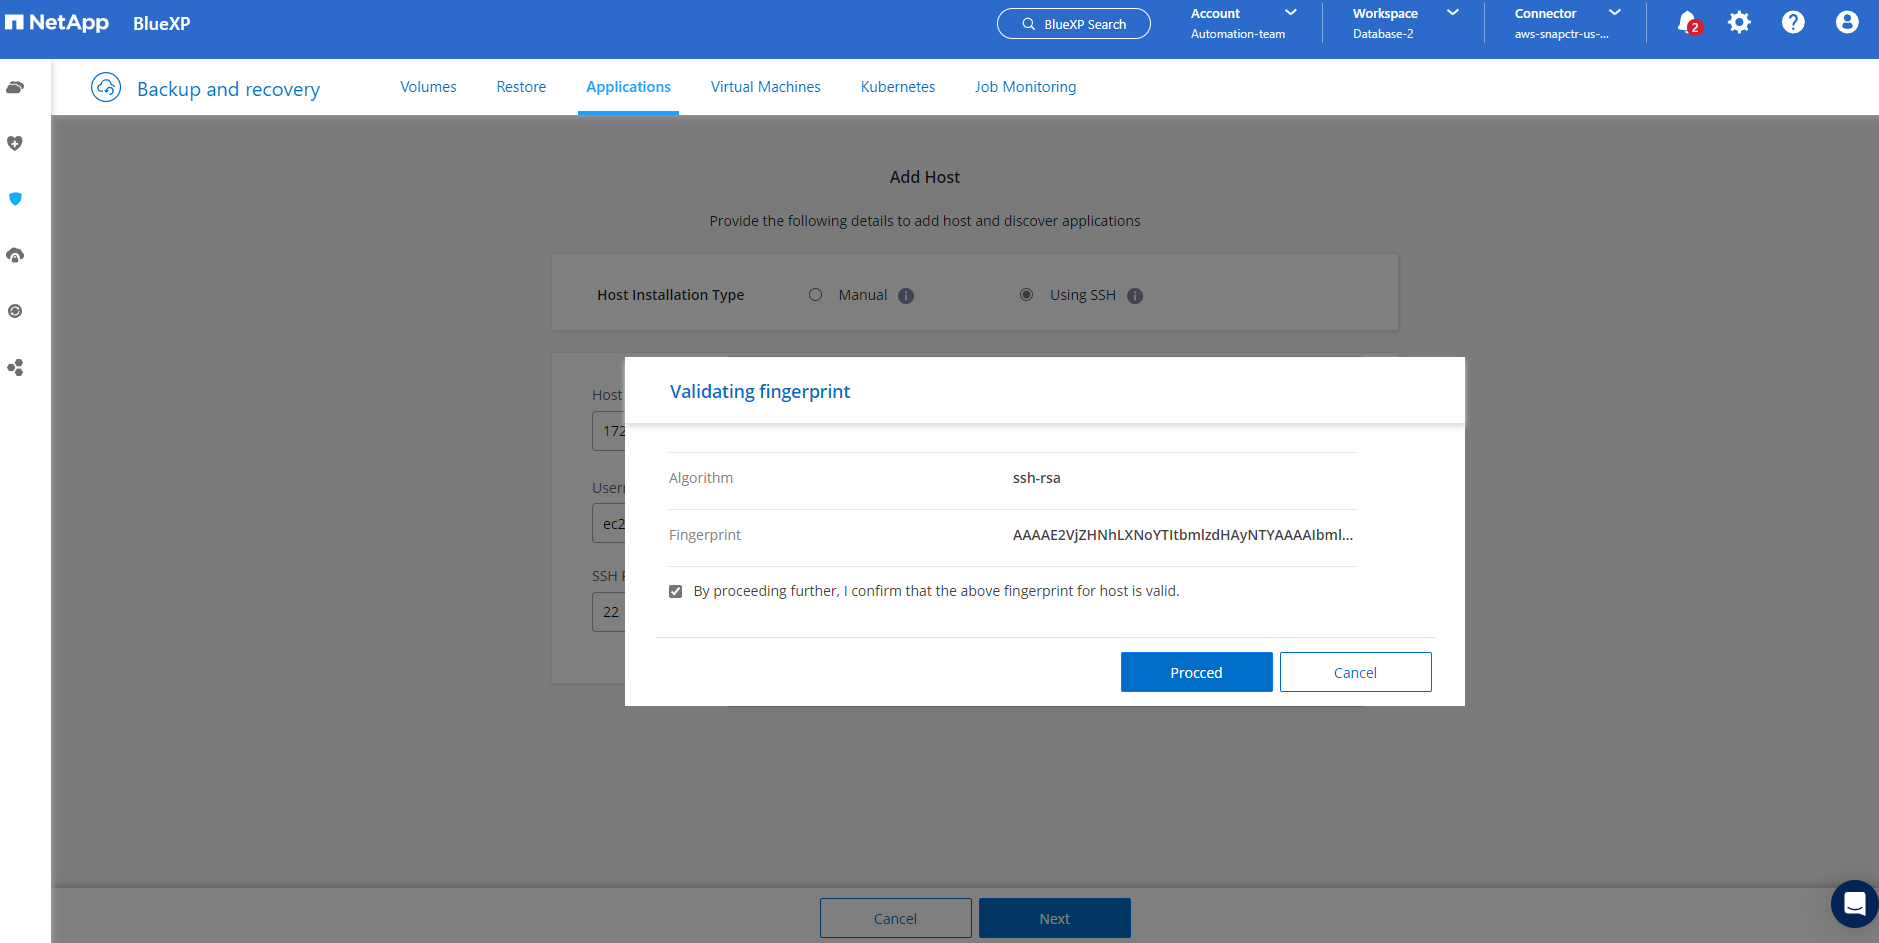 NetApp BlueXP
BlueXP Search
Account
Automation-team
Workspace
Database-2
Connector
aws-snapctr-us-...
2
Backup and recovery
Volumes
Restore
Applications
Virtual Machines
Kubernetes
Job Monitoring
Add Host
Provide the following details to add host and discover applications
Host Installation Type
Manual
Using SSH
Host
172
Usern
ec2
SSH P
22
Validating fingerprint
Algorithm ssh-rsa
Fingerprint AAAAE2VjZHNhLXNoYTItbmlzdHAyNTYAAAAIbml...
By proceeding further, I confirm that the above fingerprint for host is valid.
Procced
Cancel
Cancel
Next